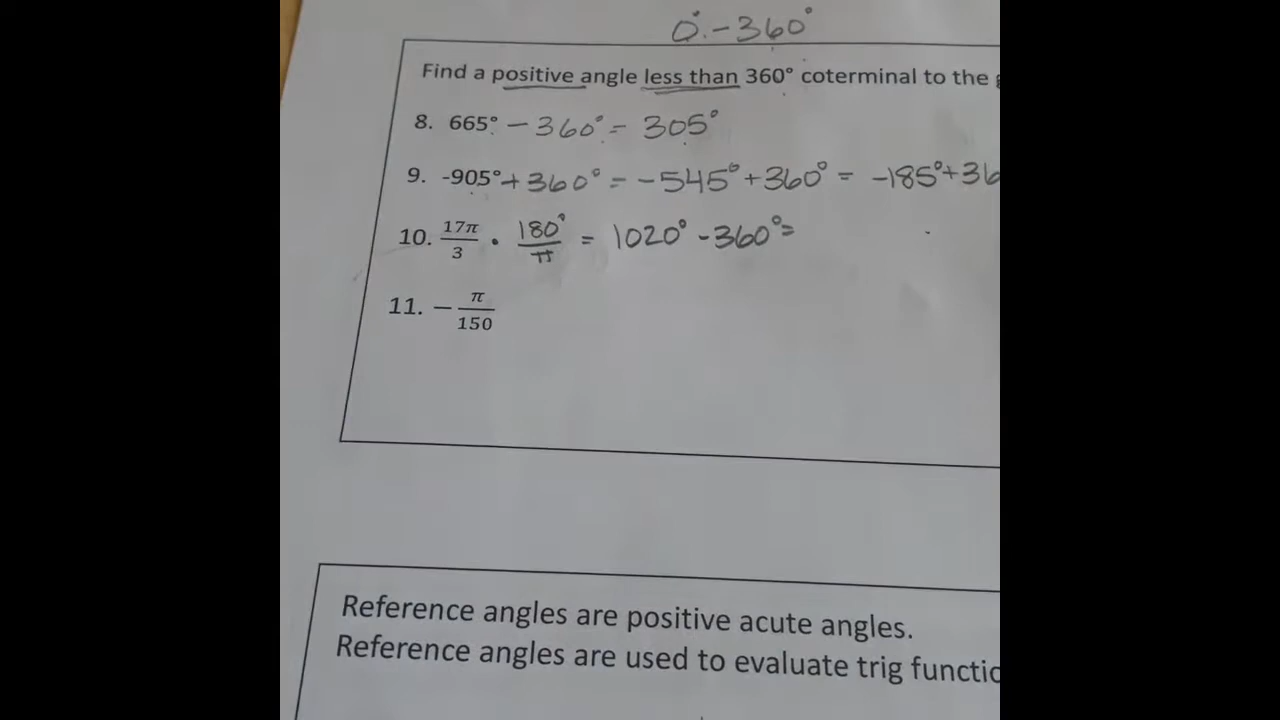 0° - 360°
Find a positive angle less than 360° coterminal to the
8. 665° - 360° = 305°
9. -905° + 360° = -545° + 360° = -185° + 36
10. 17π/3 · 180°/π = 1020° - 360° =
11. - π/150
Reference angles are positive acute angles.
Reference angles are used to evaluate trig functio